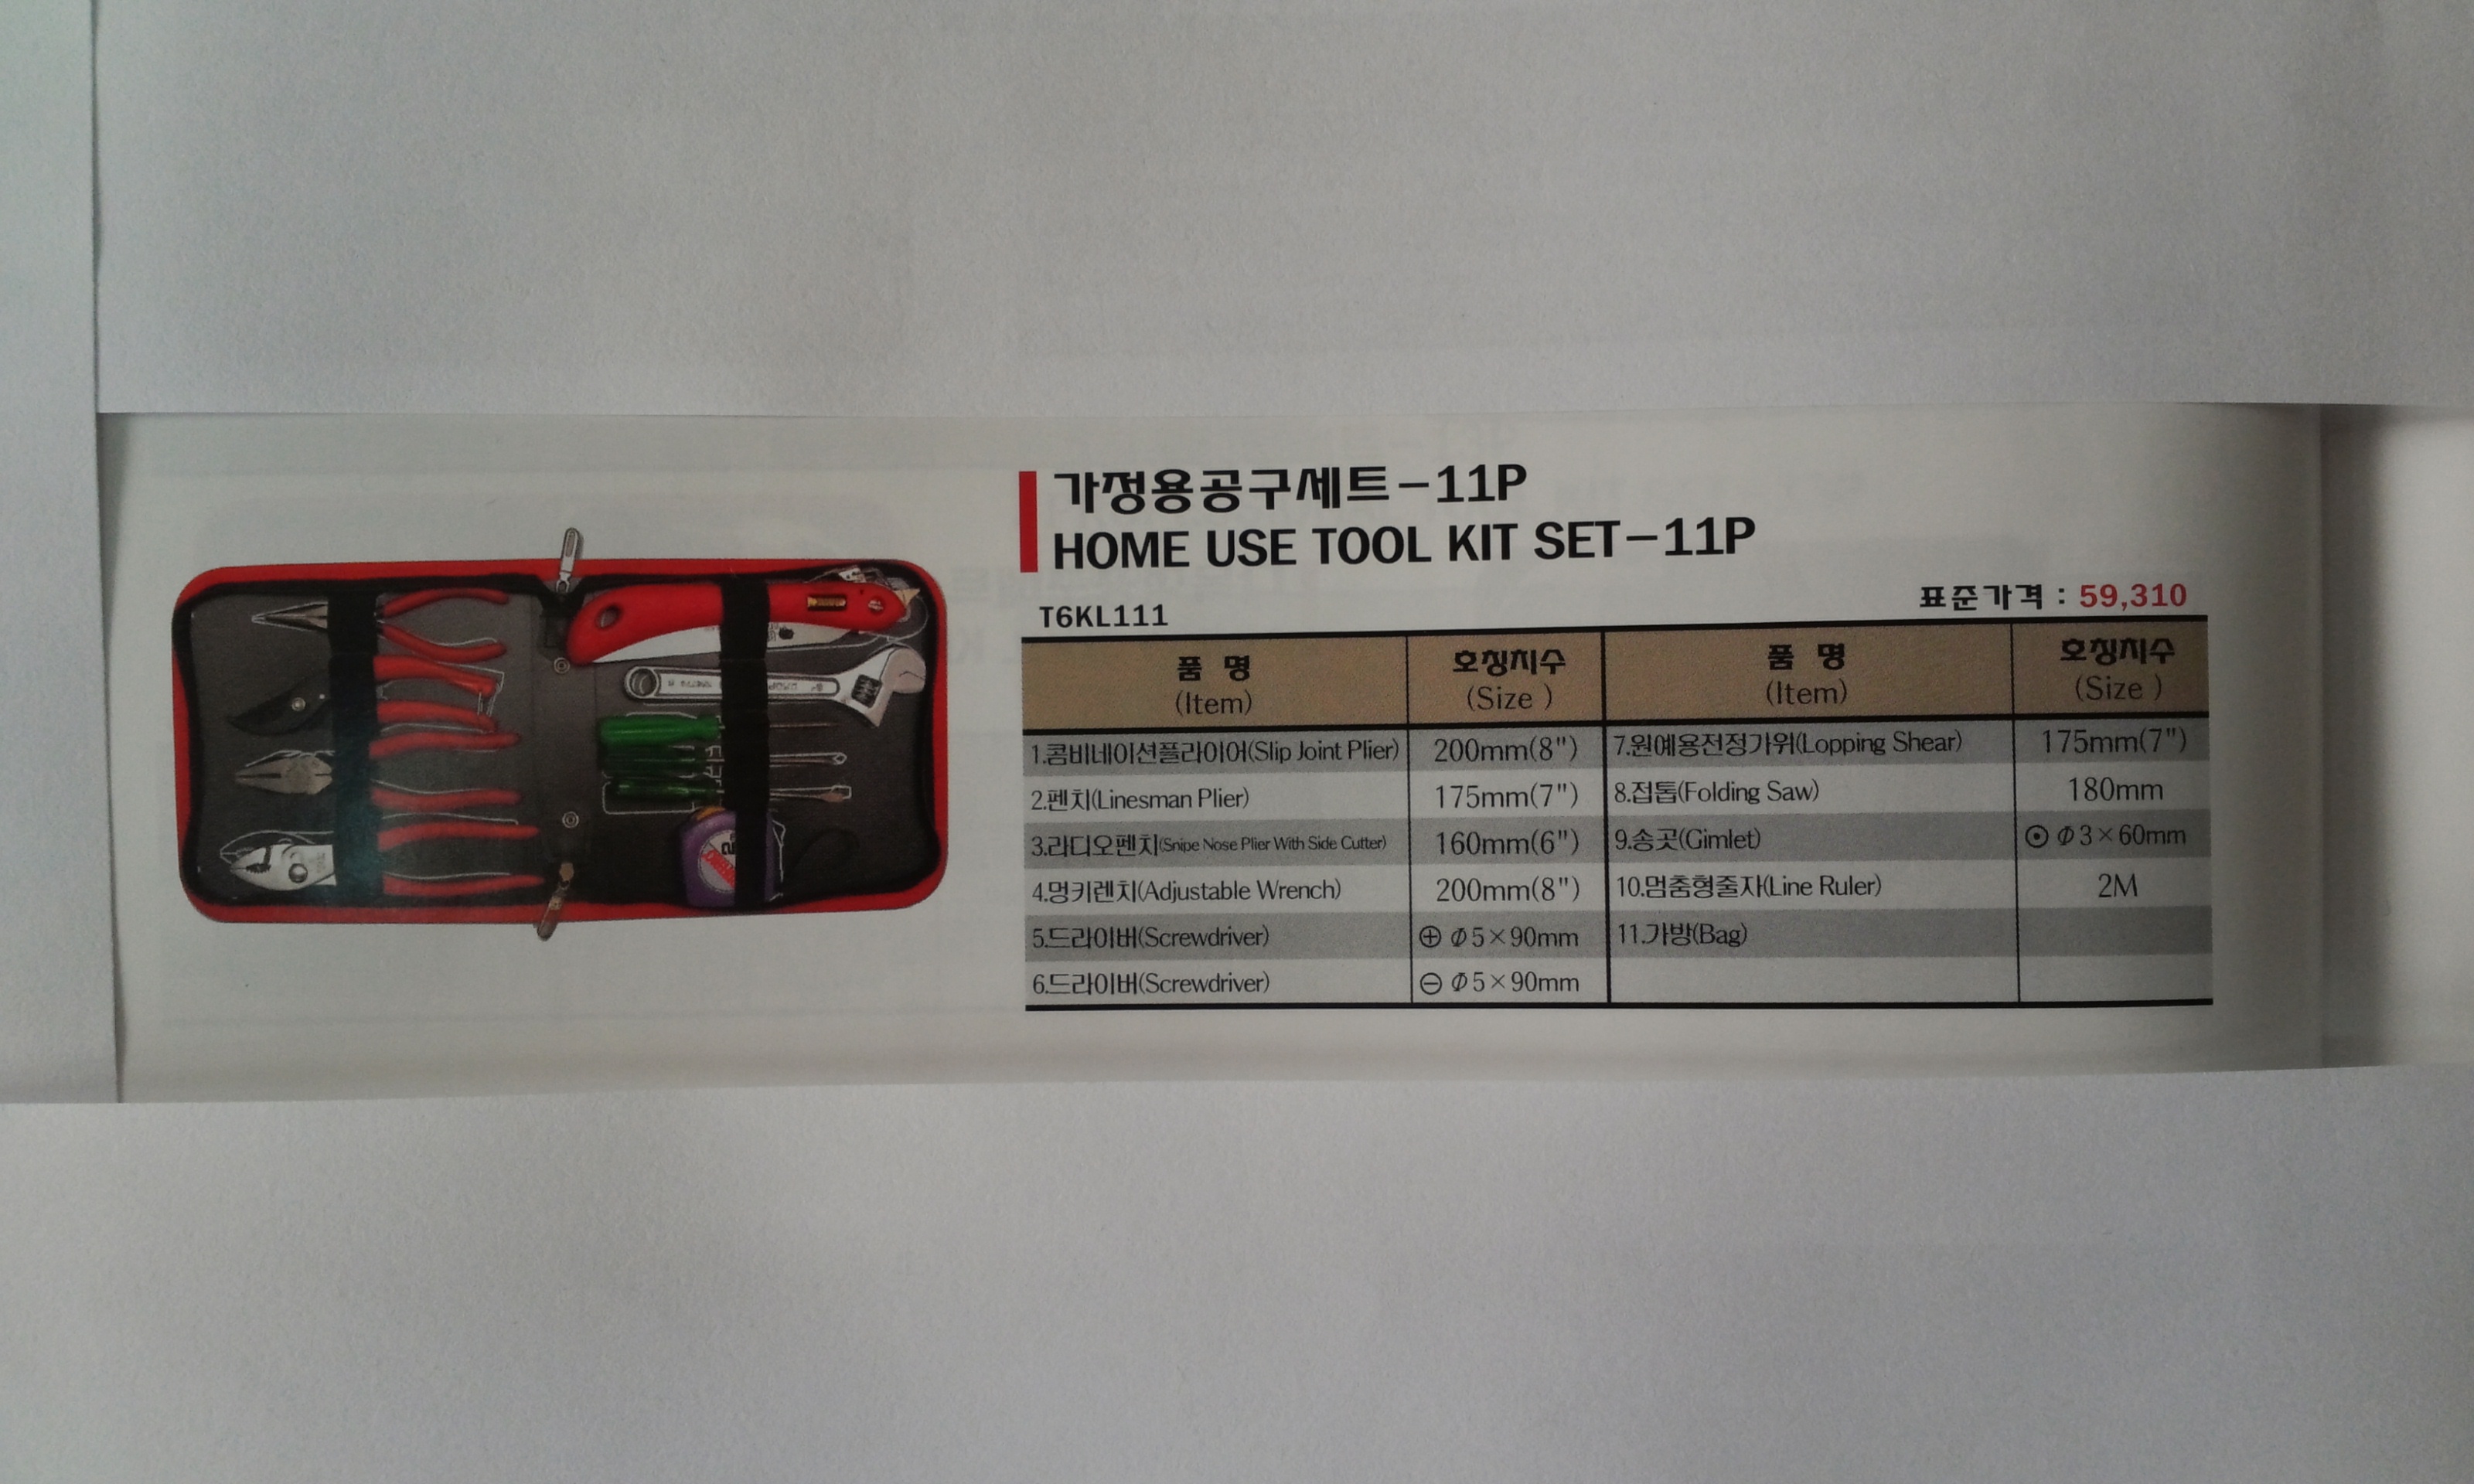 가정용공구세트-11P
HOME USE TOOL KIT SET-11P
T6KL111
표준가격 : 59,310
품 명 호칭치수 품 명 호칭치수
(Item) (Size ) (Item) (Size )
1.콤비네이션플라이어(Slip Joint Plier) 200mm(8") 7.원예용전정가위(Lopping Shear) 175mm(7")
2.펜치(Linesman Plier) 175mm(7") 8.접톱(Folding Saw) 180mm
3.라디오펜치(Snipe Nose Plier With Side Cutter) 160mm(6") 9.송곳(Gimlet) ⊙ Φ3×60mm
4.멍키렌치(Adjustable Wrench) 200mm(8") 10.멈춤형줄자(Line Ruler) 2M
5.드라이버(Screwdriver) ⊕ Φ5×90mm 11.가방(Bag)
6.드라이버(Screwdriver) ⊖ Φ5×90mm